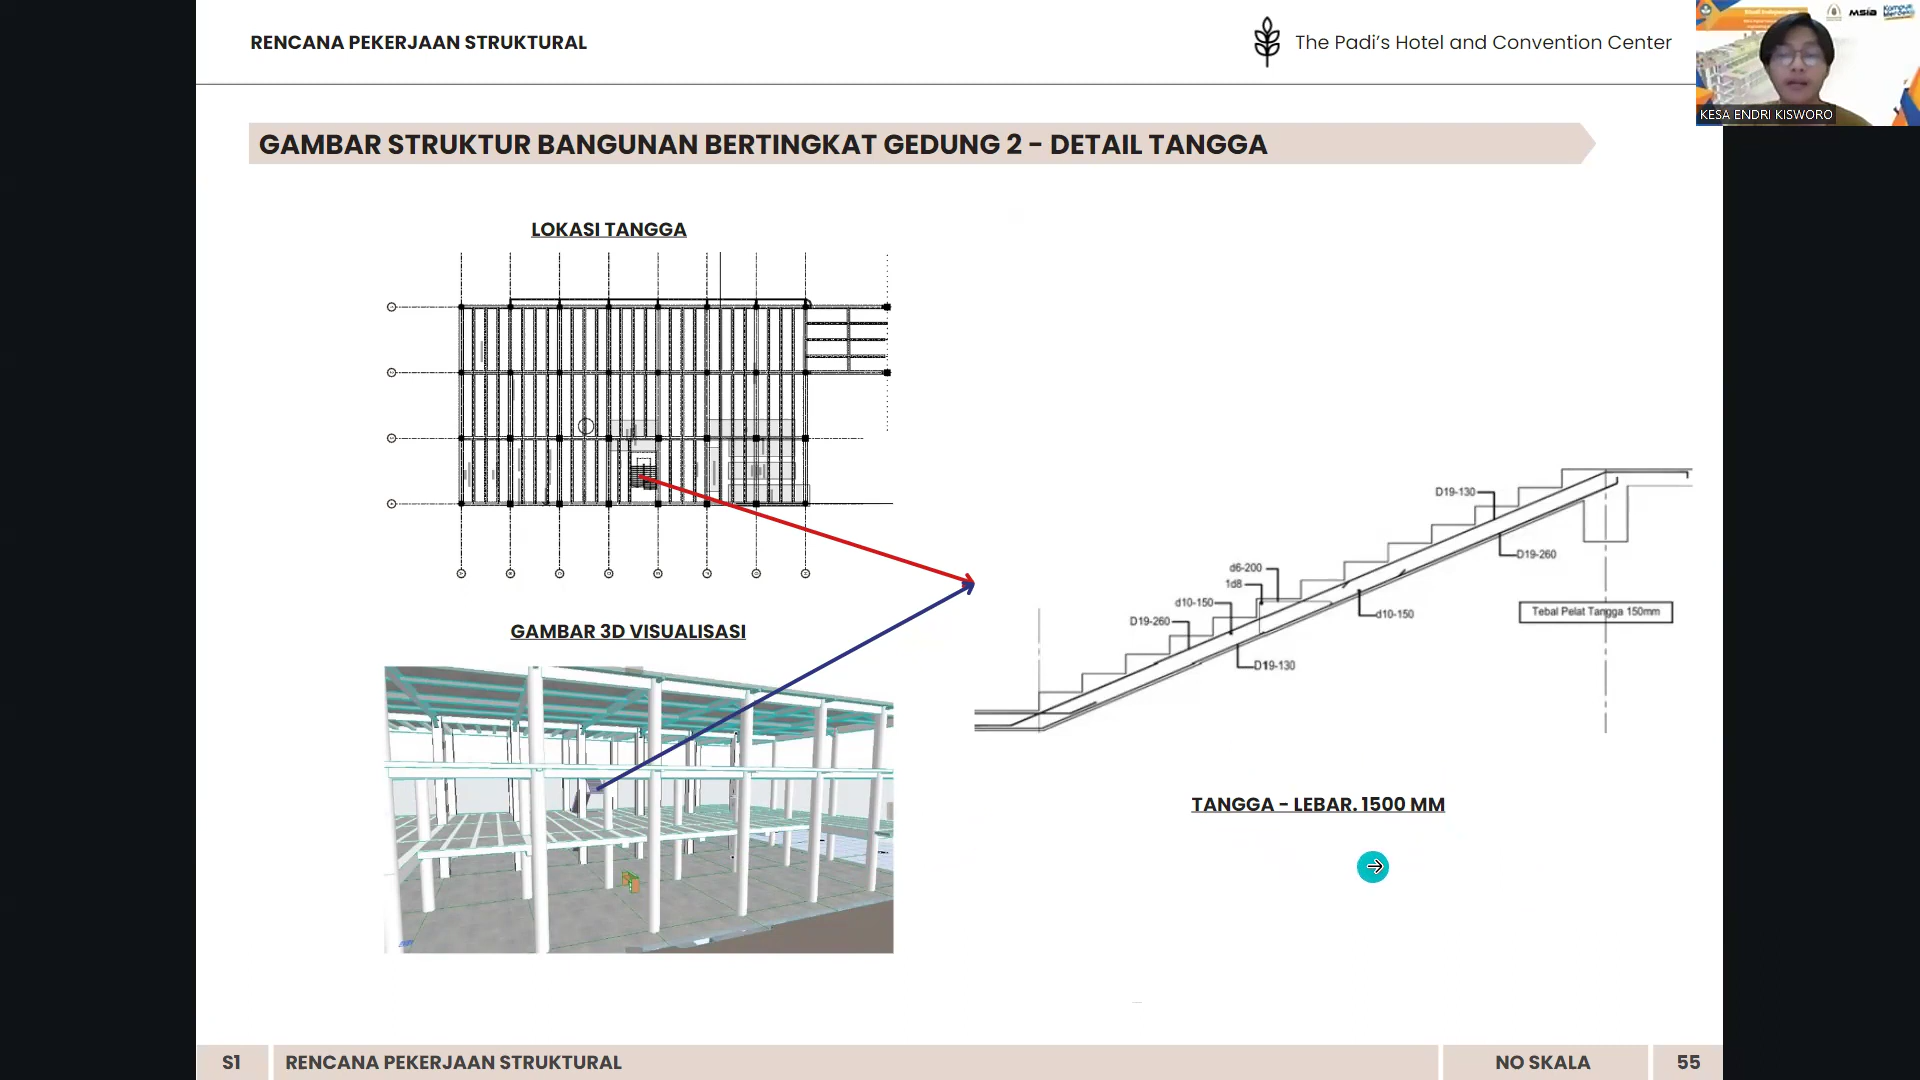 RENCANA PEKERJAAN STRUKTURAL
The Padi's Hotel and Convention Center
MSIB
KESA ENDRI KISWORO
GAMBAR STRUKTUR BANGUNAN BERTINGKAT GEDUNG 2 - DETAIL TANGGA
LOKASI TANGGA
GAMBAR 3D VISUALISASI
D19-130
D19-260
d6-200
1d8
d10-150
D19-260
d10-150
D19-130
Tebal Pelat Tangga 150mm
TANGGA - LEBAR. 1500 MM
S1
RENCANA PEKERJAAN STRUKTURAL
NO SKALA
55